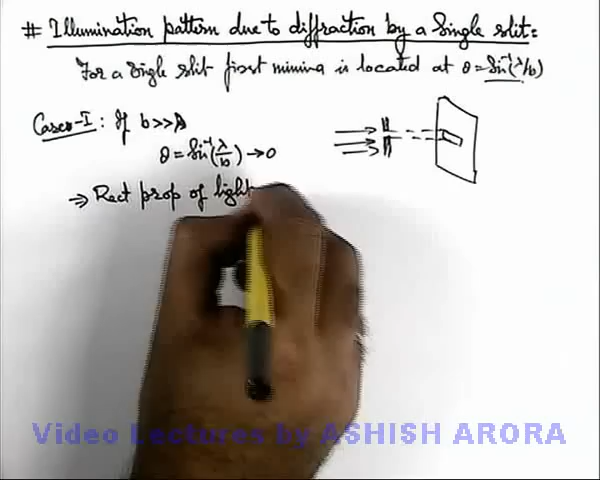 # Illumination pattern due to diffraction by a Single slit:
For a single slit first minima is located at θ = sin⁻¹(λ/b)
Case-I : If b >> λ
θ = sin⁻¹(λ/b) → 0
⇒ Rect prop of light
Video Lectures by ASHISH ARORA